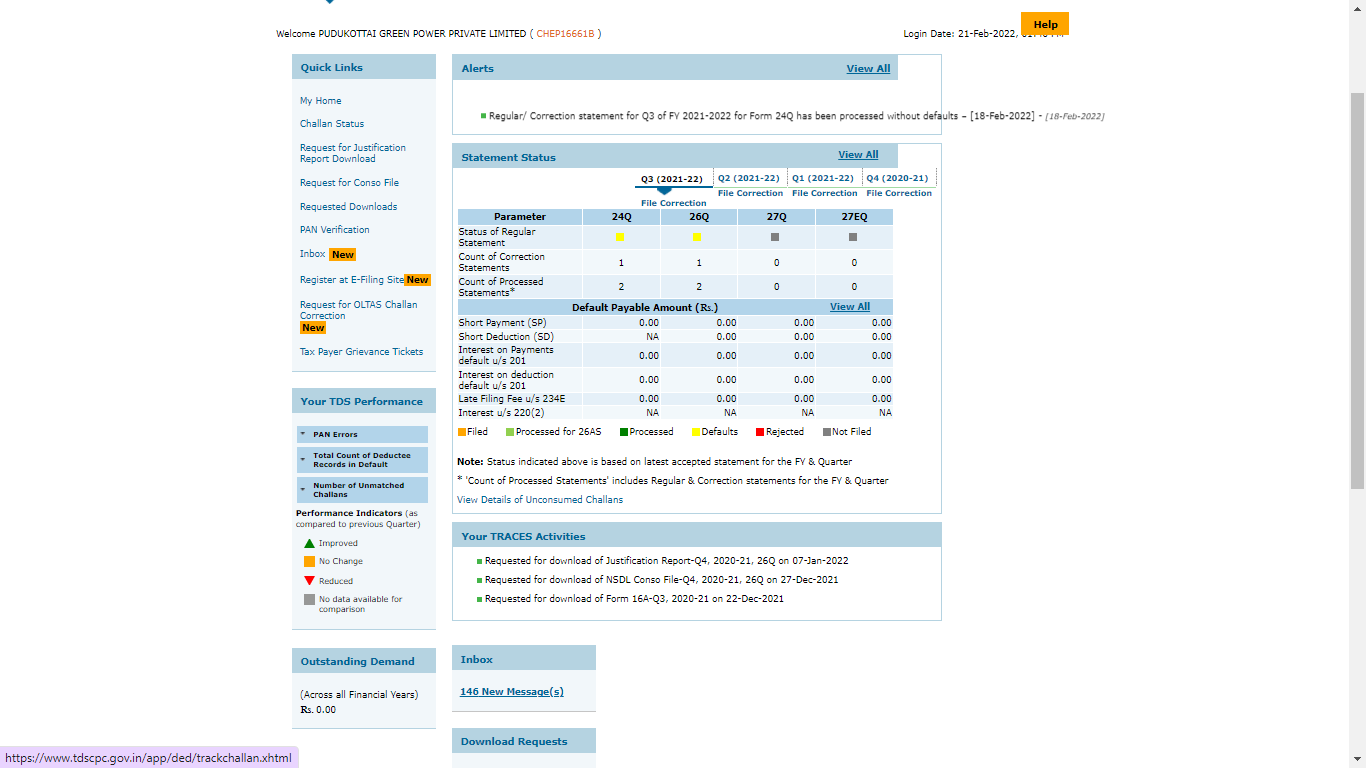 Help
Welcome PUDUKOTTAI GREEN POWER PRIVATE LIMITED ( CHEP16661B )
Login Date: 21-Feb-2022,
Quick Links
My Home
Challan Status
Request for Justification
Report Download
Request for Conso File
Requested Downloads
PAN Verification
Inbox New
Register at E-Filing Site New
Request for OLTAS Challan
Correction
New
Tax Payer Grievance Tickets
Your TDS Performance
PAN Errors
Total Count of Deductee
Records in Default
Number of Unmatched
Challans
Performance Indicators (as
compared to previous Quarter)
Improved
No Change
Reduced
No data available for
comparison
Outstanding Demand
(Across all Financial Years)
Rs. 0.00
Alerts View All
Regular/ Correction statement for Q3 of FY 2021-2022 for Form 24Q has been processed without defaults – [18-Feb-2022] - [18-Feb-2022]
Statement Status View All
Q3 (2021-22) Q2 (2021-22) Q1 (2021-22) Q4 (2020-21)
File Correction File Correction File Correction File Correction
Parameter 24Q 26Q 27Q 27EQ
Status of Regular
Statement
Count of Correction
Statements 1 1 0 0
Count of Processed
Statements* 2 2 0 0
Default Payable Amount (Rs.) View All
Short Payment (SP) 0.00 0.00 0.00 0.00
Short Deduction (SD) NA 0.00 0.00 0.00
Interest on Payments
default u/s 201 0.00 0.00 0.00 0.00
Interest on deduction
default u/s 201 0.00 0.00 0.00 0.00
Late Filing Fee u/s 234E 0.00 0.00 0.00 0.00
Interest u/s 220(2) NA NA NA NA
Filed Processed for 26AS Processed Defaults Rejected Not Filed
Note: Status indicated above is based on latest accepted statement for the FY & Quarter
* 'Count of Processed Statements' includes Regular & Correction statements for the FY & Quarter
View Details of Unconsumed Challans
Your TRACES Activities
Requested for download of Justification Report-Q4, 2020-21, 26Q on 07-Jan-2022
Requested for download of NSDL Conso File-Q4, 2020-21, 26Q on 27-Dec-2021
Requested for download of Form 16A-Q3, 2020-21 on 22-Dec-2021
Inbox
146 New Message(s)
Download Requests
https://www.tdscpc.gov.in/app/ded/trackchallan.xhtml